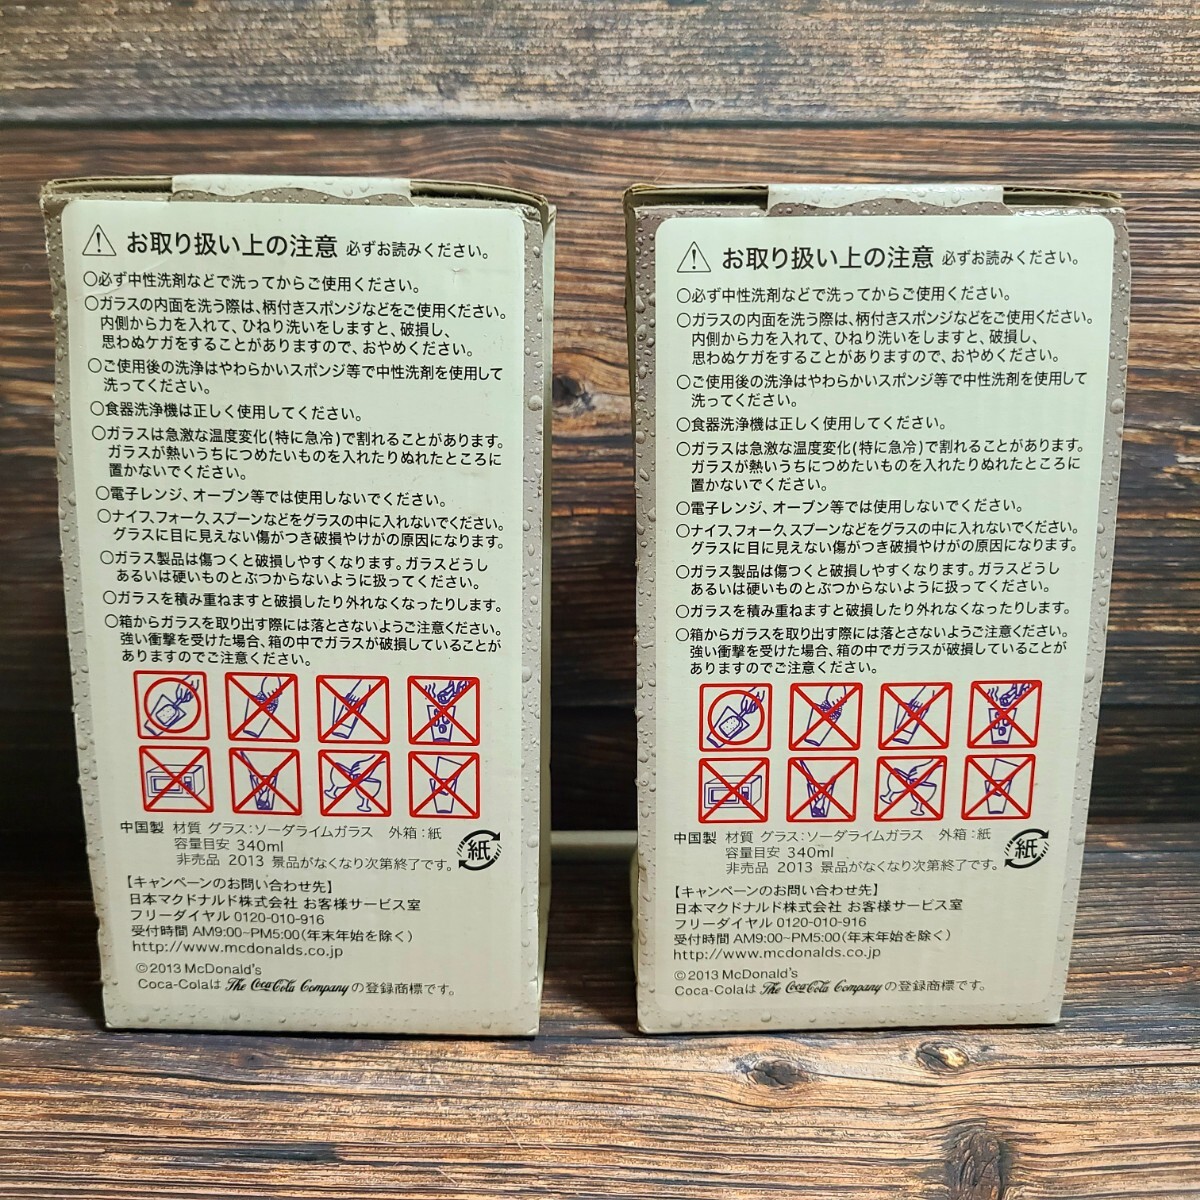 お取り扱い上の注意 必ずお読みください。
○必ず中性洗剤などで洗ってからご使用ください。
○ガラスの内面を洗う際は、柄付きスポンジなどをご使用ください。
内側から力を入れて、ひねり洗いをしますと、破損し、
思わぬケガをすることがありますので、おやめください。
○ご使用後の洗浄はやわらかいスポンジ等で中性洗剤を使用して
洗ってください。
○食器洗浄機は正しく使用してください。
○ガラスは急激な温度変化(特に急冷)で割れることがあります。
ガラスが熱いうちにつめたいものを入れたりぬれたところに
置かないでください。
○電子レンジ、オーブン等では使用しないでください。
○ナイフ、フォーク、スプーンなどをグラスの中に入れないでください。
グラスに目に見えない傷がつき破損やけがの原因になります。
○ガラス製品は傷つくと破損しやすくなります。ガラスどうし
あるいは硬いものとぶつからないように扱ってください。
○ガラスを積み重ねますと破損したり外れなくなったりします。
○箱からガラスを取り出す際には落とさないようご注意ください。
強い衝撃を受けた場合、箱の中でガラスが破損していることが
ありますのでご注意ください。
中国製 材質 グラス:ソーダライムガラス 外箱:紙
容量目安 340ml
非売品 2013 景品がなくなり次第終了です。
紙
【キャンペーンのお問い合わせ先】
日本マクドナルド株式会社 お客様サービス室
フリーダイヤル 0120-010-916
受付時間 AM9:00~PM5:00(年末年始を除く)
http://www.mcdonalds.co.jp
©2013 McDonald's
Coca-Colaは The Coca-Cola Company の登録商標です。
お取り扱い上の注意 必ずお読みください。
○必ず中性洗剤などで洗ってからご使用ください。
○ガラスの内面を洗う際は、柄付きスポンジなどをご使用ください。
内側から力を入れて、ひねり洗いをしますと、破損し、
思わぬケガをすることがありますので、おやめください。
○ご使用後の洗浄はやわらかいスポンジ等で中性洗剤を使用して
洗ってください。
○食器洗浄機は正しく使用してください。
○ガラスは急激な温度変化(特に急冷)で割れることがあります。
ガラスが熱いうちにつめたいものを入れたりぬれたところに
置かないでください。
○電子レンジ、オーブン等では使用しないでください。
○ナイフ、フォーク、スプーンなどをグラスの中に入れないでください。
グラスに目に見えない傷がつき破損やけがの原因になります。
○ガラス製品は傷つくと破損しやすくなります。ガラスどうし
あるいは硬いものとぶつからないように扱ってください。
○ガラスを積み重ねますと破損したり外れなくなったりします。
○箱からガラスを取り出す際には落とさないようご注意ください。
強い衝撃を受けた場合、箱の中でガラスが破損していることが
ありますのでご注意ください。
中国製 材質 グラス:ソーダライムガラス 外箱:紙
容量目安 340ml
非売品 2013 景品がなくなり次第終了です。
紙
【キャンペーンのお問い合わせ先】
日本マクドナルド株式会社 お客様サービス室
フリーダイヤル 0120-010-916
受付時間 AM9:00~PM5:00(年末年始を除く)
http://www.mcdonalds.co.jp
©2013 McDonald's
Coca-Colaは The Coca-Cola Company の登録商標です。